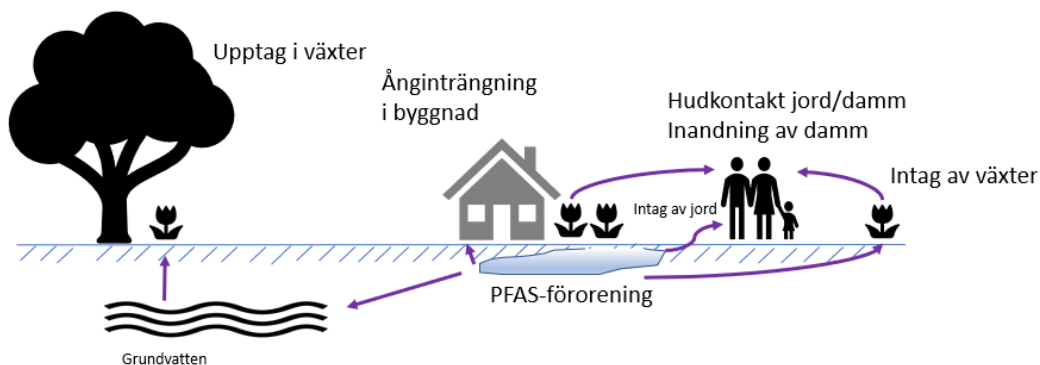 Upptag i växter
Ånginträngning
i byggnad
Hudkontakt jord/damm
Inandning av damm
Intag av växter
Intag av jord
PFAS-förorening
Grundvatten